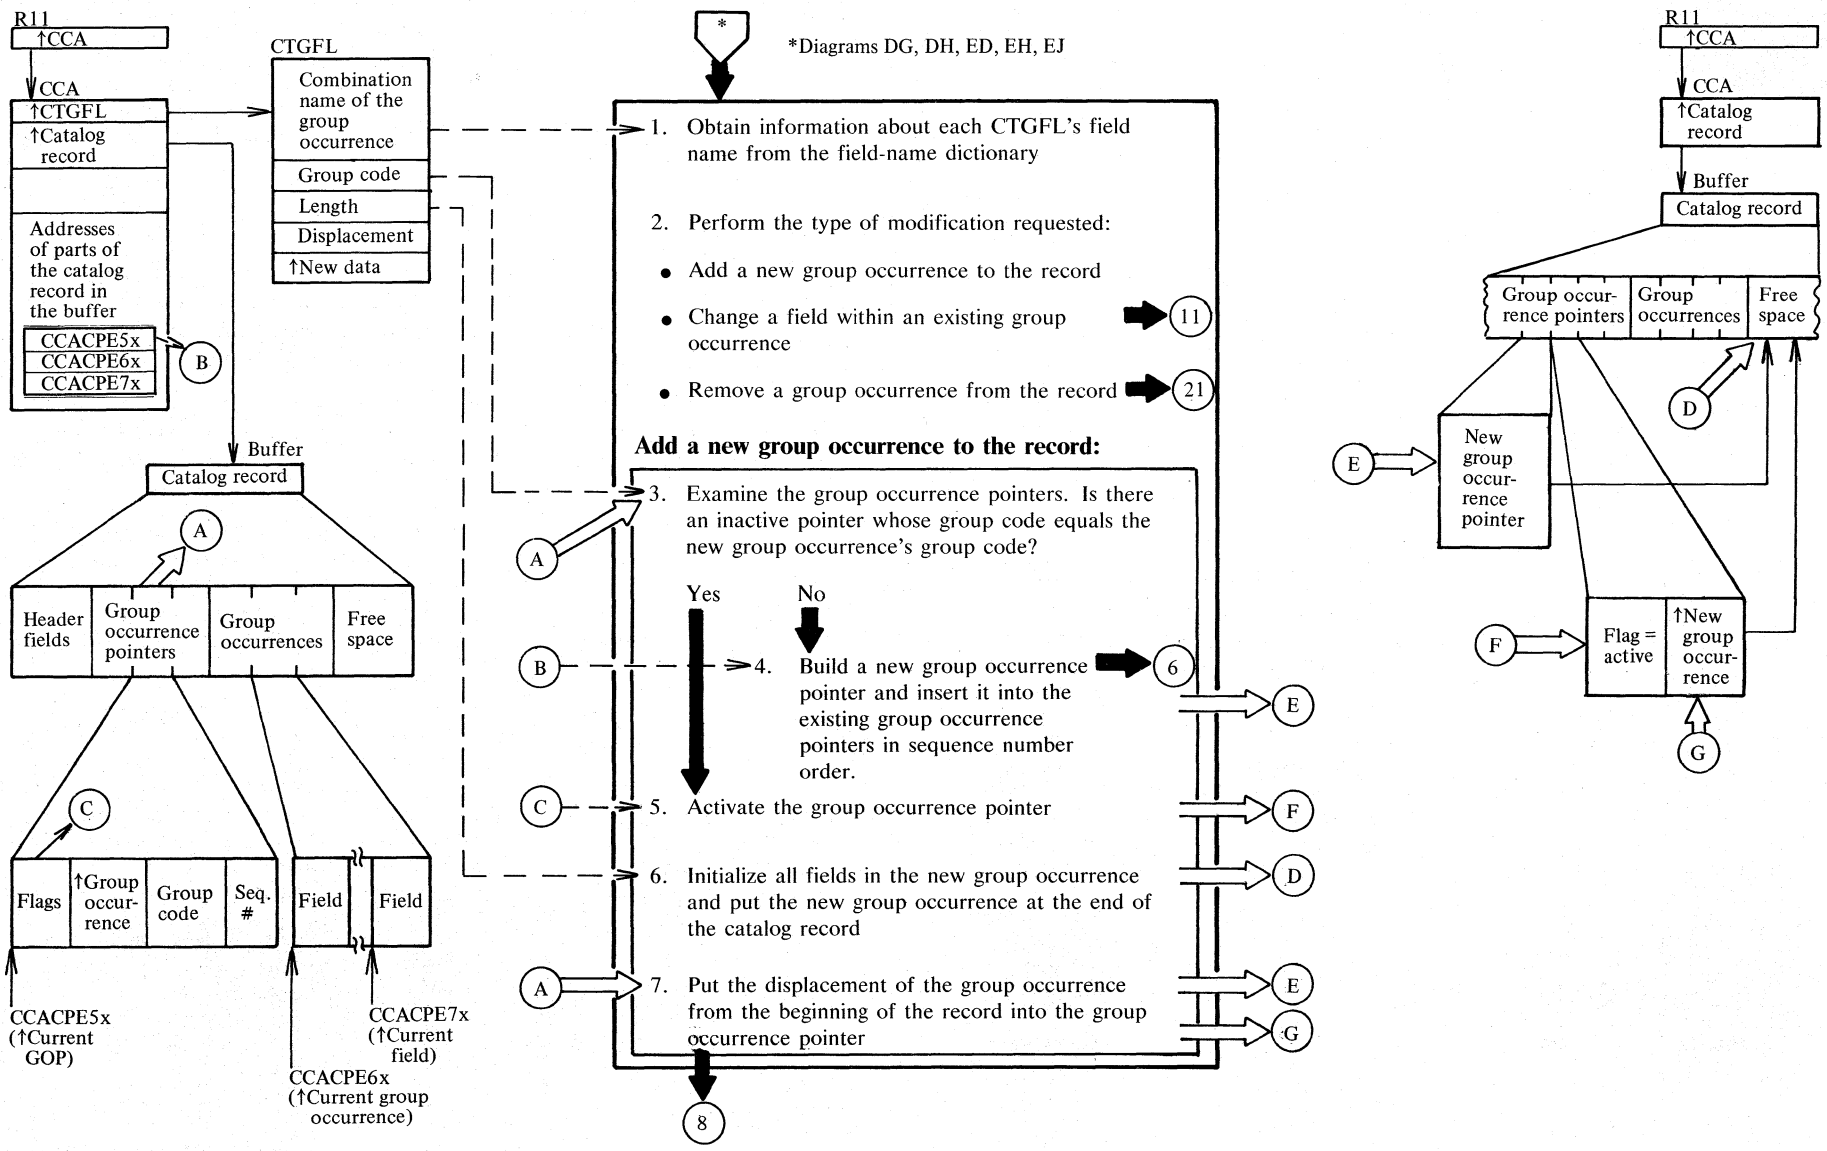 R11
↑CCA
CCA
↑CTGFL
↑Catalog
record
Addresses
of parts of
the catalog
record in
the buffer
CCACPE5x
CCACPE6x
CCACPE7x
B
CTGFL
Combination
name of the
group
occurrence
Group code
Length
Displacement
↑New data
Buffer
Catalog record
A
Header
fields
Group
occurrence
pointers
Group
occurrences
Free
space
C
Flags
↑Group
occur-
rence
Group
code
Seq.
#
Field
Field
CCACPE5x
(↑Current
GOP)
CCACPE6x
(↑Current group
occurrence)
CCACPE7x
(↑Current
field)
*
*Diagrams DG, DH, ED, EH, EJ
1. Obtain information about each CTGFL's field
name from the field-name dictionary
2. Perform the type of modification requested:
● Add a new group occurrence to the record
● Change a field within an existing group
occurrence
11
● Remove a group occurrence from the record
21
Add a new group occurrence to the record:
A
3. Examine the group occurrence pointers. Is there
an inactive pointer whose group code equals the
new group occurrence's group code?
Yes No
B
4. Build a new group occurrence
pointer and insert it into the
existing group occurrence
pointers in sequence number
order.
6
E
C
5. Activate the group occurrence pointer
F
6. Initialize all fields in the new group occurrence
and put the new group occurrence at the end of
the catalog record
D
A
7. Put the displacement of the group occurrence
from the beginning of the record into the group
occurrence pointer
E
G
8
R11
↑CCA
CCA
↑Catalog
record
Buffer
Catalog record
Group occur-
rence pointers
Group
occurrences
Free
space
D
E
New
group
occur-
rence
pointer
F
Flag =
active
↑New
group
occur-
rence
G